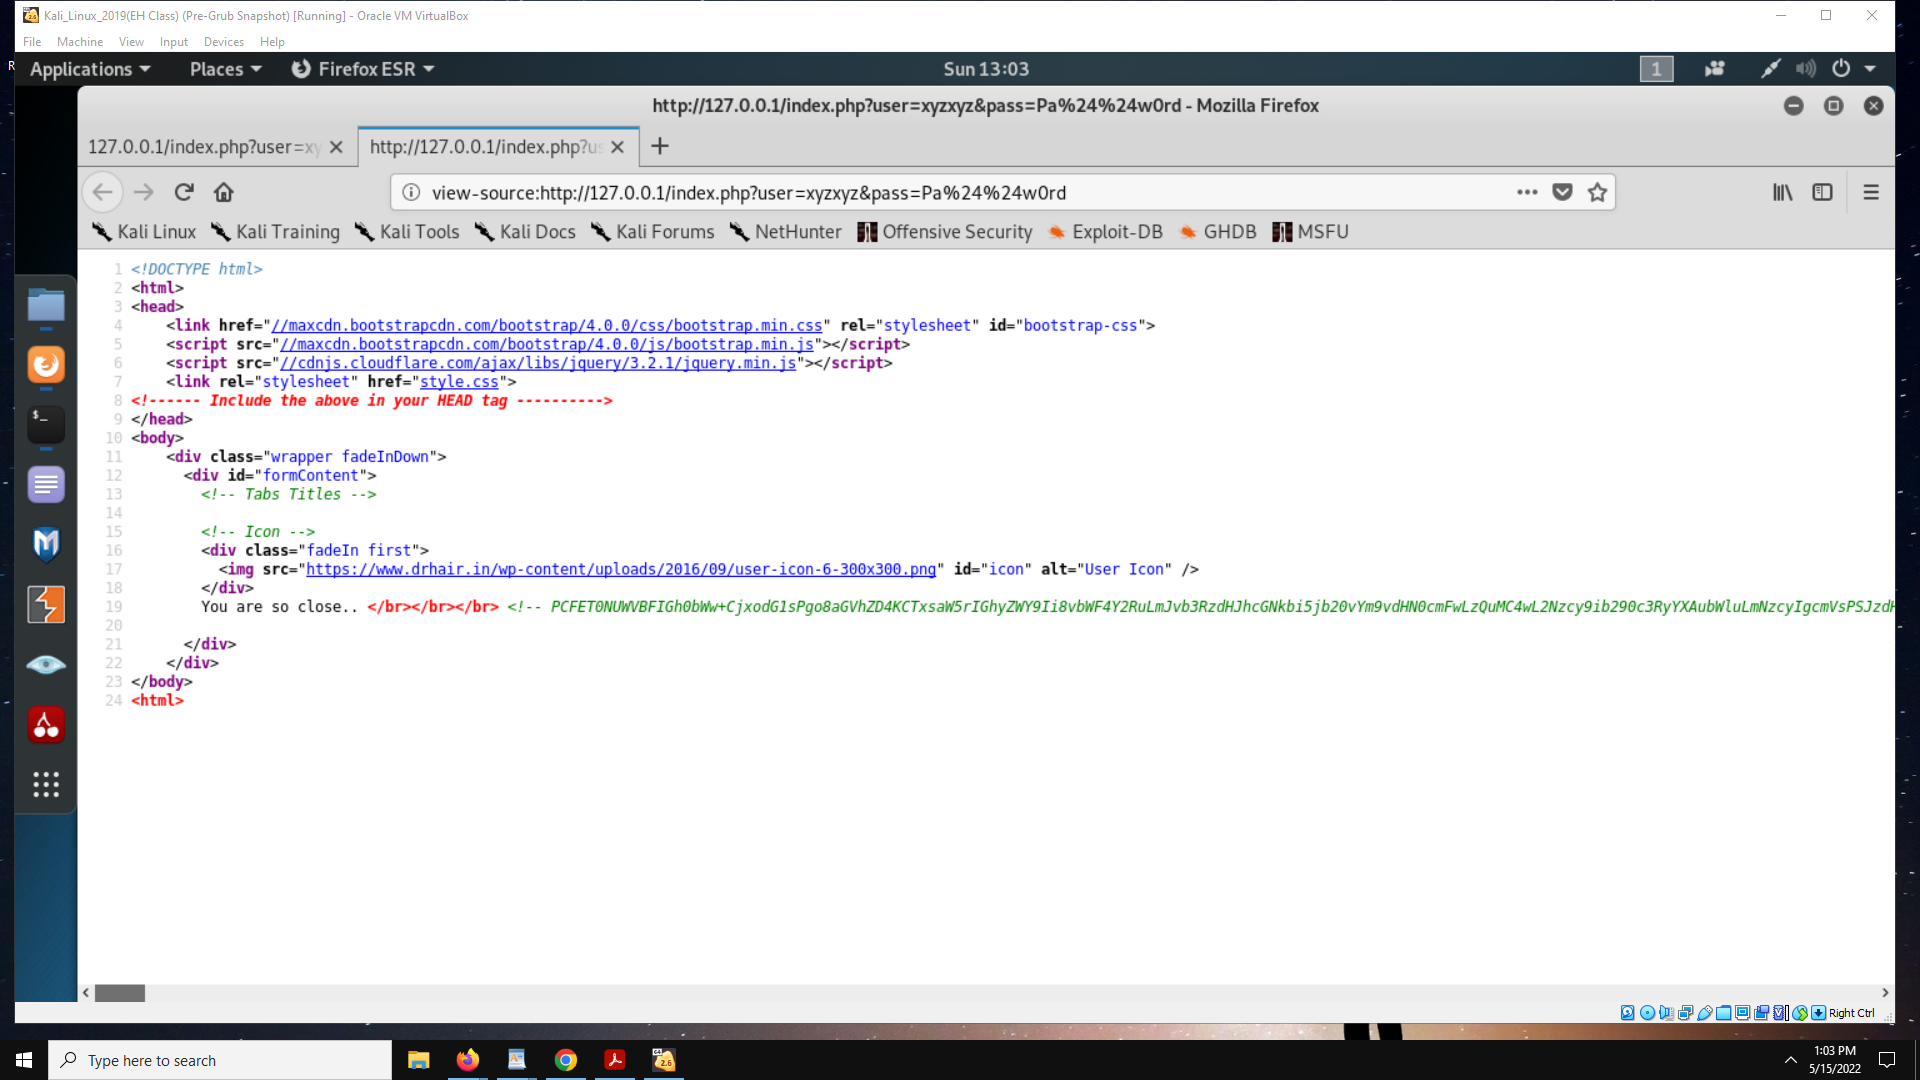 Kali_Linux_2019(EH Class) (Pre-Grub Snapshot) [Running] - Oracle VM VirtualBox
File Machine View Input Devices Help
Applications Places Firefox ESR Sun 13:03 1
http://127.0.0.1/index.php?user=xyzxyz&pass=Pa%24%24w0rd - Mozilla Firefox
127.0.0.1/index.php?user=xy http://127.0.0.1/index.php?us
view-source:http://127.0.0.1/index.php?user=xyzxyz&pass=Pa%24%24w0rd
Kali Linux Kali Training Kali Tools Kali Docs Kali Forums NetHunter Offensive Security Exploit-DB GHDB MSFU
1 <!DOCTYPE html>
2 <html>
3 <head>
4 <link href="//maxcdn.bootstrapcdn.com/bootstrap/4.0.0/css/bootstrap.min.css" rel="stylesheet" id="bootstrap-css">
5 <script src="//maxcdn.bootstrapcdn.com/bootstrap/4.0.0/js/bootstrap.min.js"></script>
6 <script src="//cdnjs.cloudflare.com/ajax/libs/jquery/3.2.1/jquery.min.js"></script>
7 <link rel="stylesheet" href="style.css">
8 <!------ Include the above in your HEAD tag ---------->
9 </head>
10 <body>
11 <div class="wrapper fadeInDown">
12 <div id="formContent">
13 <!-- Tabs Titles -->
14
15 <!-- Icon -->
16 <div class="fadeIn first">
17 <img src="https://www.drhair.in/wp-content/uploads/2016/09/user-icon-6-300x300.png" id="icon" alt="User Icon" />
18 </div>
19 You are so close.. </br></br></br> <!-- PCFET0NUWVBFIGh0bWw+CjxodG1sPgo8aGVhZD4KCTxsaW5rIGhyZWY9Ii8vbWF4Y2RuLmJvb3RzdHJhcGNkbi5jb20vYm9vdHN0cmFwLzQuMC4wL2Nzcy9ib290c3RyYXAubWluLmNzcyIgcmVsPSJzdH
20
21 </div>
22 </div>
23 </body>
24 <html>
Right Ctrl
Type here to search
1:03 PM
5/15/2022